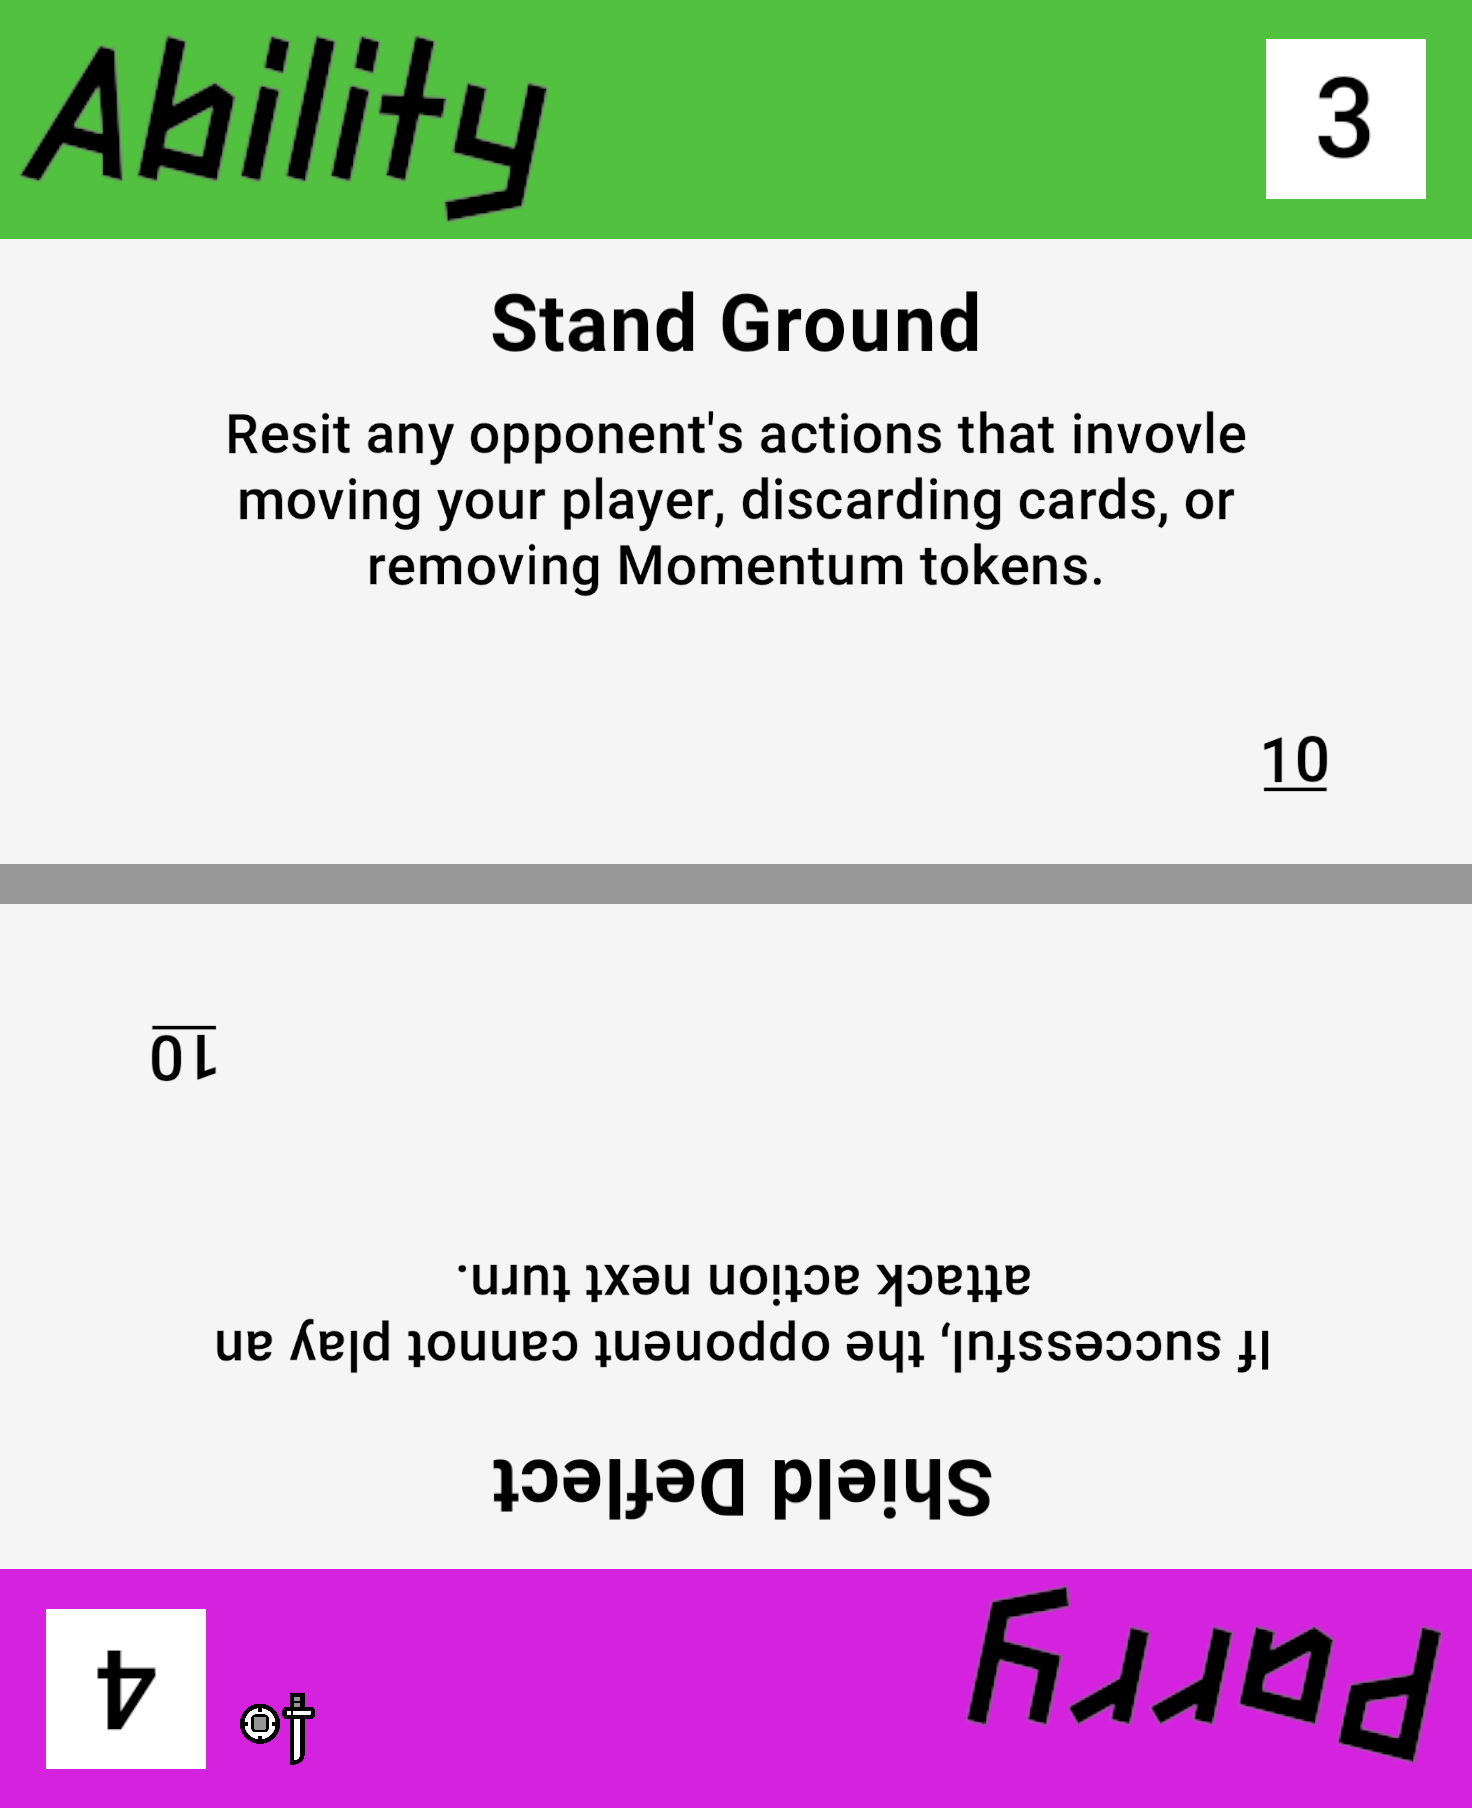 Ability
3
Stand Ground
Resit any opponent's actions that invovle
moving your player, discarding cards, or
removing Momentum tokens.
10
Parry
4
Shield Deflect
If successful, the opponent cannot play an
attack action next turn.
10